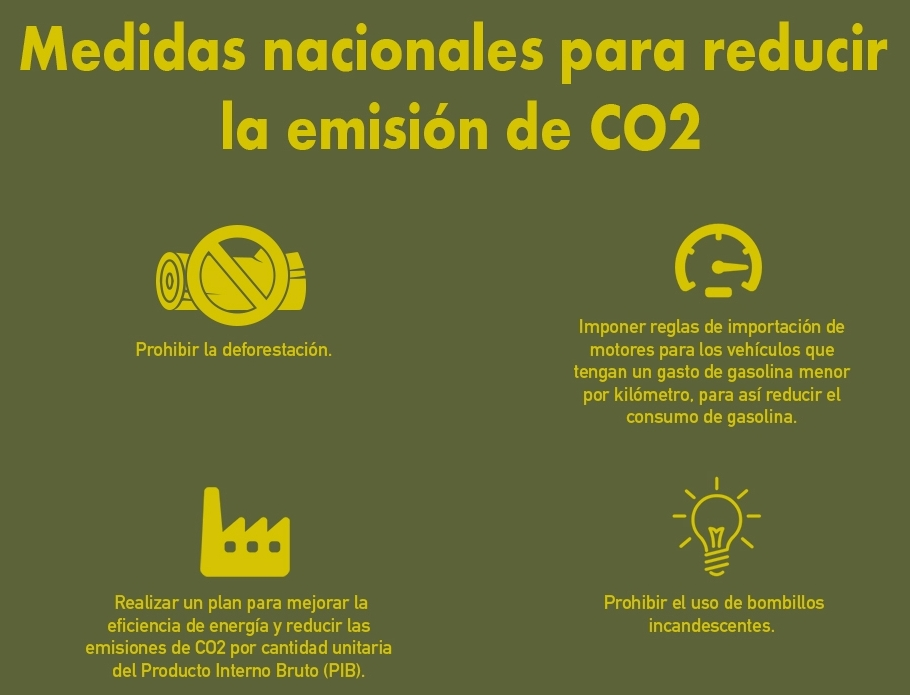 Medidas nacionales para reducir
la emisión de CO2
Prohibir la deforestación.
Imponer reglas de importación de
motores para los vehículos que
tengan un gasto de gasolina menor
por kilómetro, para así reducir el
consumo de gasolina.
Realizar un plan para mejorar la
eficiencia de energía y reducir las
emisiones de CO2 por cantidad unitaria
del Producto Interno Bruto (PIB).
Prohibir el uso de bombillos
incandescentes.